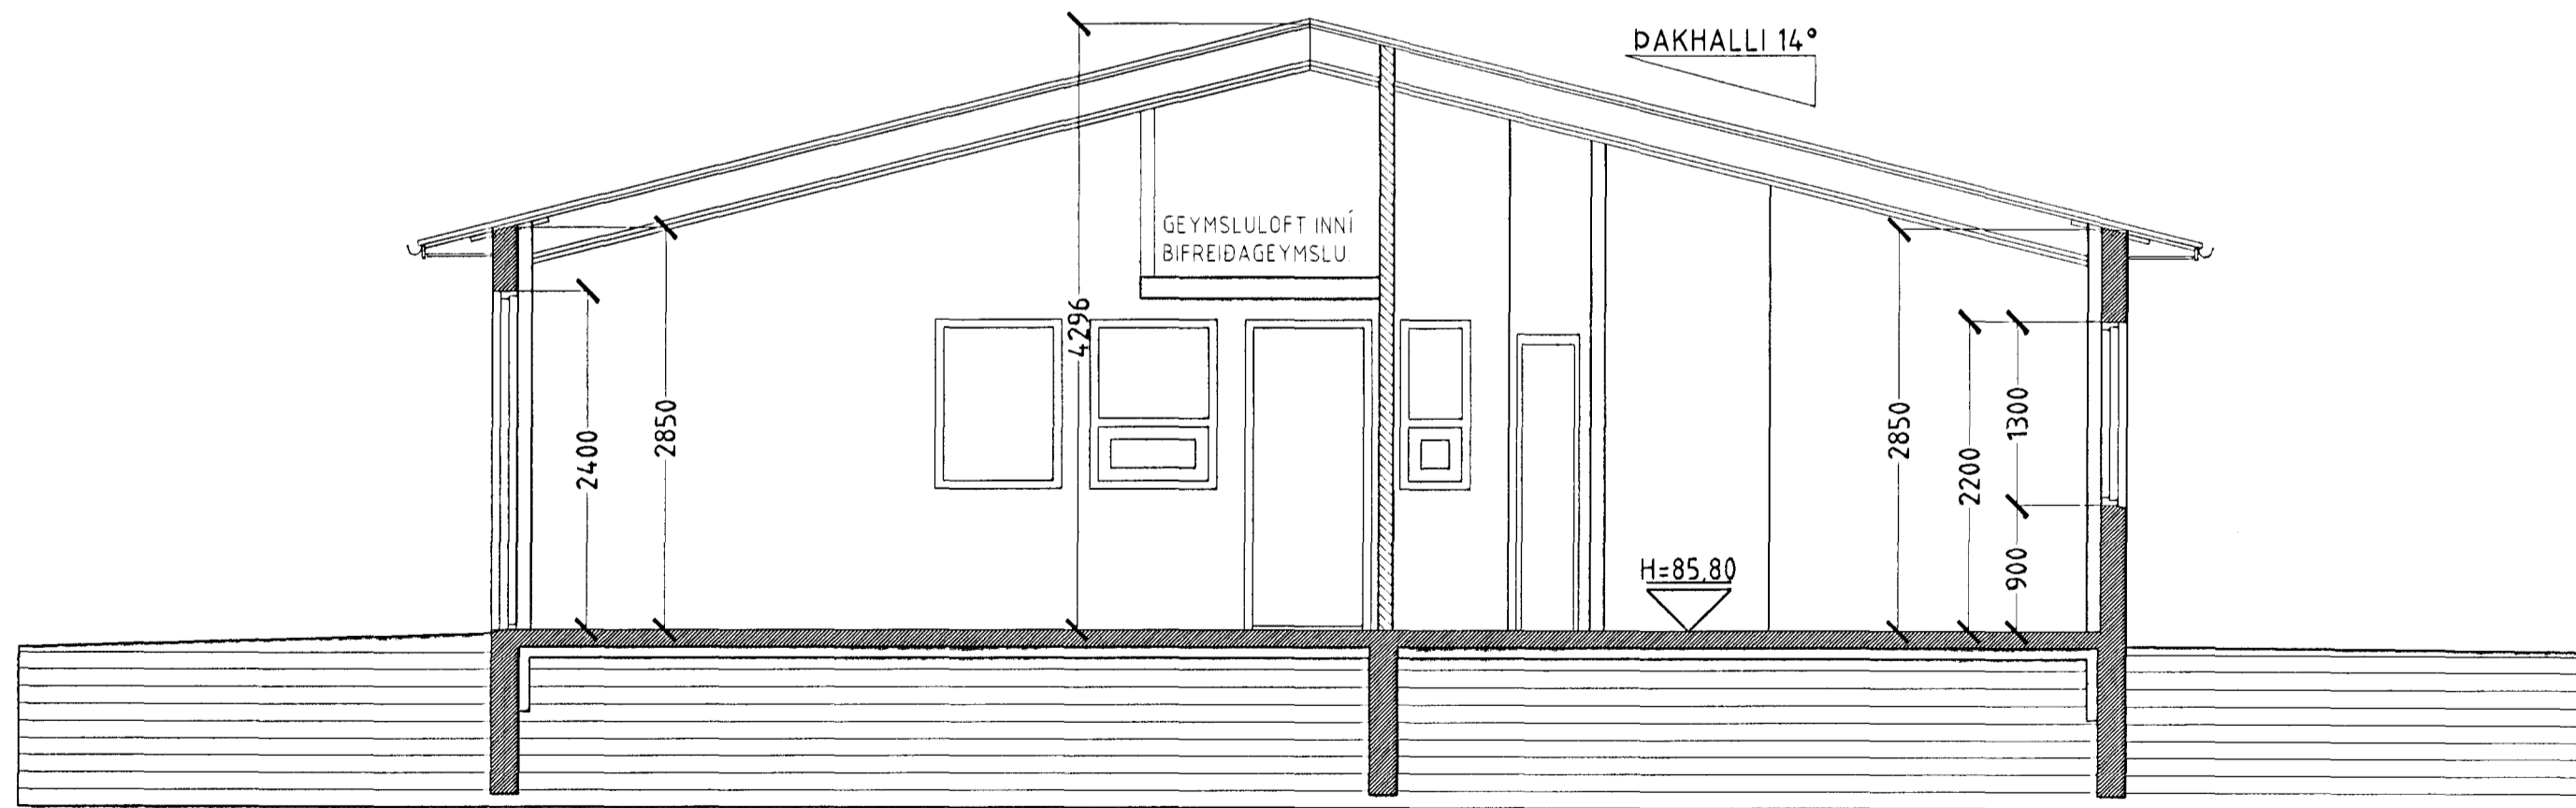 ÞAKHALLI 14°
GEYMSLULOFT INNÍ
BIFREIÐAGEYMSLU
4296
2400
2850
2850
2200
1300
900
H=85,80